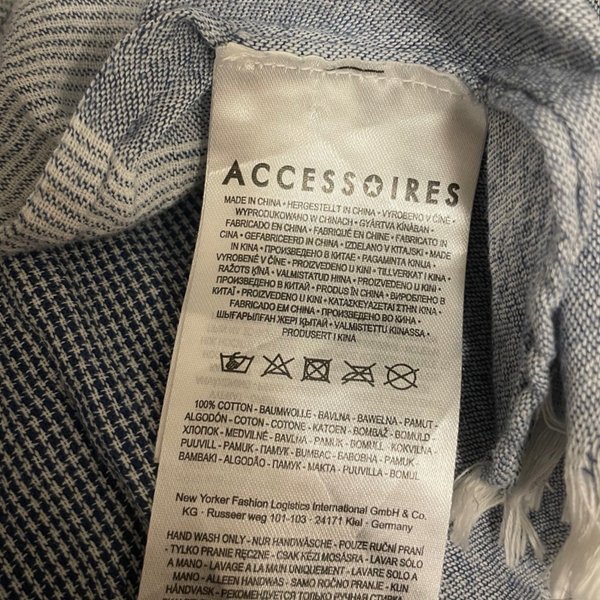 ACCESSOIRES
MADE IN CHINA • HERGESTELLT IN CHINA • VYROBENO V ČÍNE •
WYPRODUKOWANO W CHINACH • GYÁRTVA KÍNÁBAN •
FABRICADO EN CHINA • FABRIQUÉ EN CHINE • FABRICATO IN
CINA • GEFABRICEERD IN CHINA • IZDELANO V KITAJSKI • MADE
IN KINA • ПРОИЗВЕДЕНО В КИТАЕ • PAGAMINTA KINIJA •
VYROBENÉ V ČÍNE • PROIZVEDENO U KINI • TILLVERKAT I KINA •
RAŽOTS ĶĪNĀ • VALMISTATUD HIINA • PROIZVEDENO U KINI •
ПРОИЗВЕДЕНО В КИТАЙ • PRODUS ÎN CHINA • ВИРОБЛЕНО В
КИТАЇ • PROIZVEDENO U KINI • ΚΑΤΑΣΚΕΥΑΖΕΤΑΙ ΣΤΗΝ ΚΙΝΑ •
FABRICADO EM CHINA • ПРОИЗВЕДЕНО ВО КИНА •
ШЫҒАРЫЛҒАН ЖЕРІ ҚЫТАЙ • VALMISTETTU KIINASSA •
PRODUSERT I KINA
100% COTTON - BAUMWOLLE - BAVLNA - BAWELNA - PAMUT -
ALGODÓN - COTON - COTONE - KATOEN - BOMBAŽ - BOMULD -
ХЛОПОК - MEDVILNĖ - BAVLNA - PAMUK - BOMULL - KOKVILNA -
PUUVILL - PAMUK - ПАМУК - BUMBAC - БАВОВНА - PAMUK -
BAMBAKI - ALGODÃO - ПАМУК - МАКТА - PUUVILLA - BOMUL
New Yorker Fashion Logistics International GmbH & Co.
KG · Russeer weg 101-103 · 24171 Kiel · Germany
HAND WASH ONLY - NUR HANDWÄSCHE - POUZE RUČNÍ PRANÍ
- TYLKO PRANIE RĘCZNE - CSAK KÉZI MOSÁSRA - LAVAR SÓLO
A MANO - LAVAGE À LA MAIN UNIQUEMENT - LAVARE SOLO A
MANO - ALLEEN HANDWAS - SAMO ROČNO PRANJE - KUN
HÅNDVASK - РЕКОМЕНДУЕТСЯ ТОЛЬКО РУЧНАЯ СТИРКА